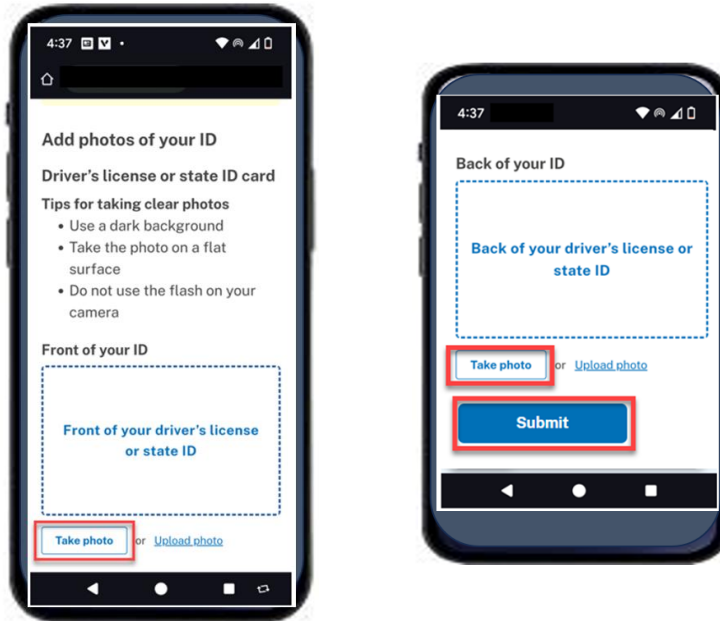 4:37
Add photos of your ID
Driver's license or state ID card
Tips for taking clear photos
• Use a dark background
• Take the photo on a flat
surface
• Do not use the flash on your
camera
Front of your ID
Front of your driver's license
or state ID
Take photo or Upload photo
4:37
Back of your ID
Back of your driver's license or
state ID
Take photo or Upload photo
Submit